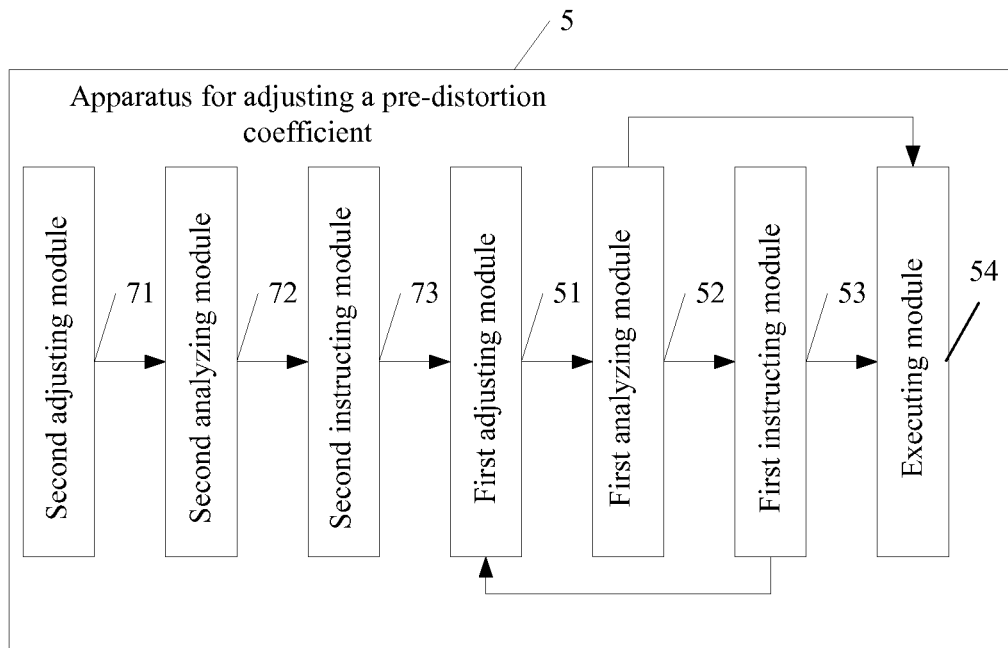 5
Apparatus for adjusting a pre-distortion
coefficient
Second adjusting module
71
Second analyzing module
72
Second instructing module
73
First adjusting module
51
First analyzing module
52
First instructing module
53
Executing module
54